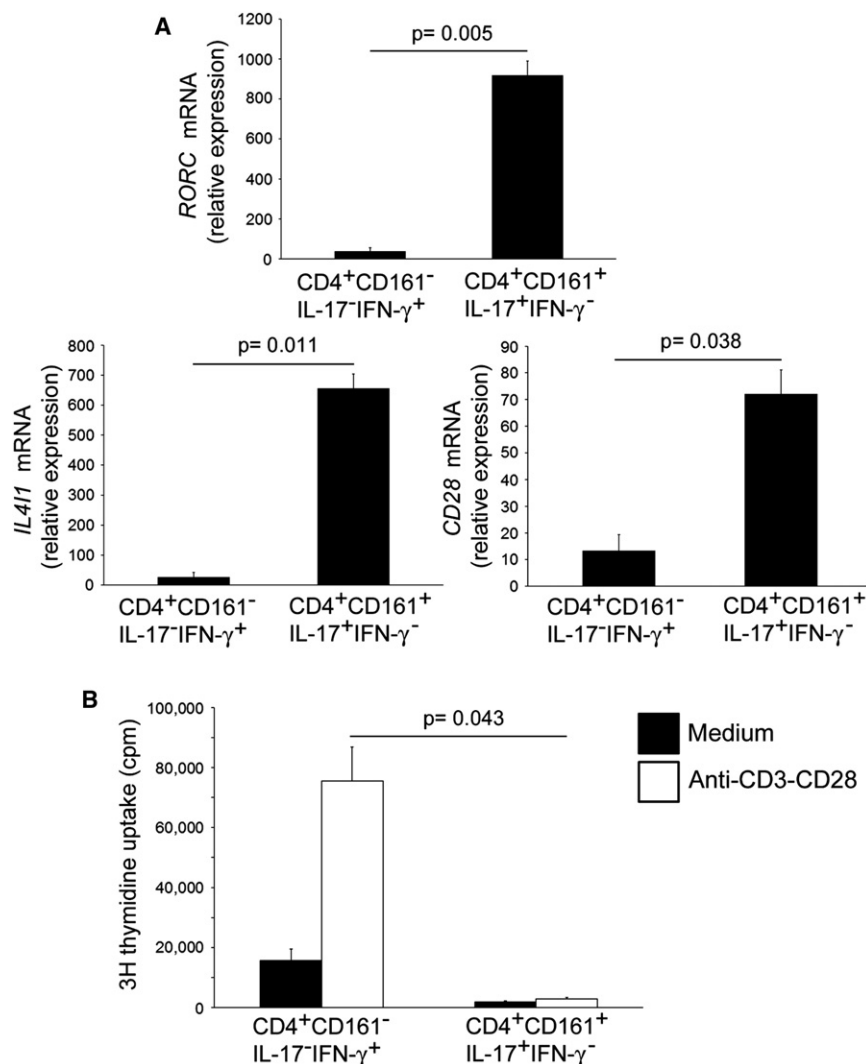 A
RORC mRNA
(relative expression)
1200
1000
800
600
400
200
0
p= 0.005
CD4⁺CD161⁻
IL-17⁻IFN-γ⁺
CD4⁺CD161⁺
IL-17⁺IFN-γ⁻
IL4I1 mRNA
(relative expression)
800
700
600
500
400
300
200
100
0
p= 0.011
CD4⁺CD161⁻
IL-17⁻IFN-γ⁺
CD4⁺CD161⁺
IL-17⁺IFN-γ⁻
CD28 mRNA
(relative expression)
90
80
70
60
50
40
30
20
10
0
p= 0.038
CD4⁺CD161⁻
IL-17⁻IFN-γ⁺
CD4⁺CD161⁺
IL-17⁺IFN-γ⁻
B
3H thymidine uptake (cpm)
100,000
80,000
60,000
40,000
20,000
0
p= 0.043
CD4⁺CD161⁻
IL-17⁻IFN-γ⁺
CD4⁺CD161⁺
IL-17⁺IFN-γ⁻
Medium
Anti-CD3-CD28